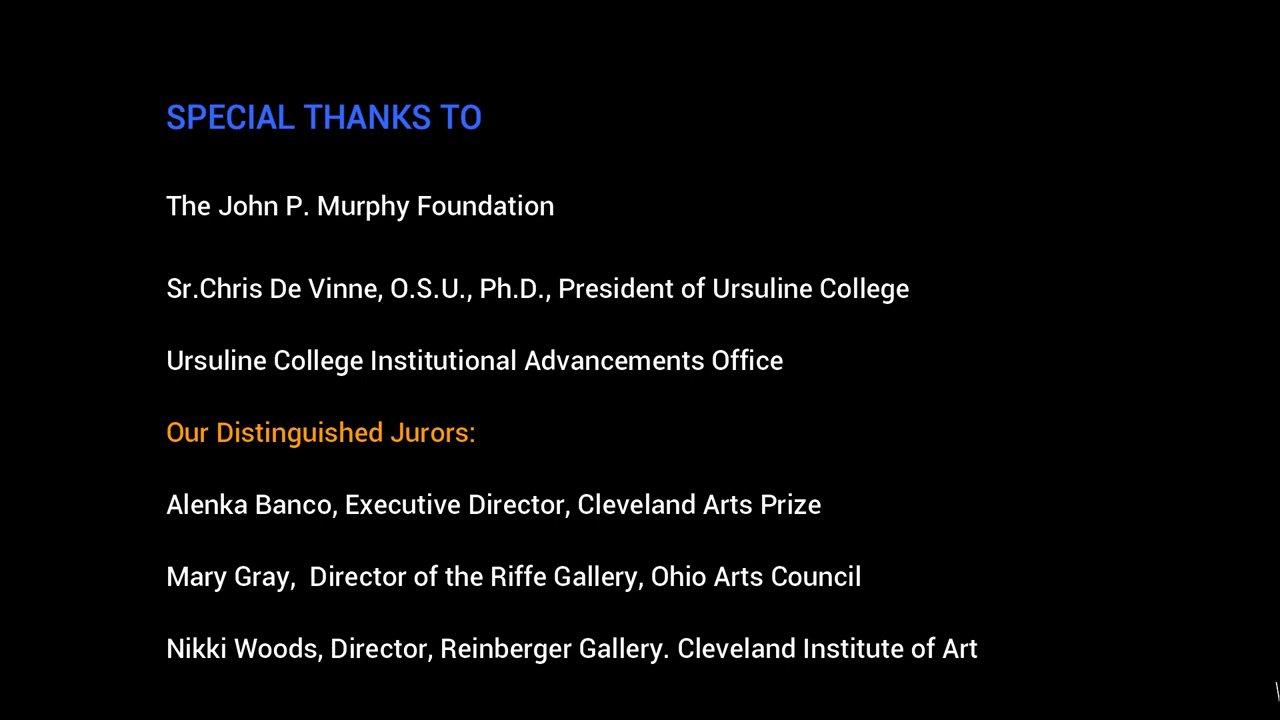 SPECIAL THANKS TO
The John P. Murphy Foundation
Sr.Chris De Vinne, O.S.U., Ph.D., President of Ursuline College
Ursuline College Institutional Advancements Office
Our Distinguished Jurors:
Alenka Banco, Executive Director, Cleveland Arts Prize
Mary Gray,  Director of the Riffe Gallery, Ohio Arts Council
Nikki Woods, Director, Reinberger Gallery. Cleveland Institute of Art